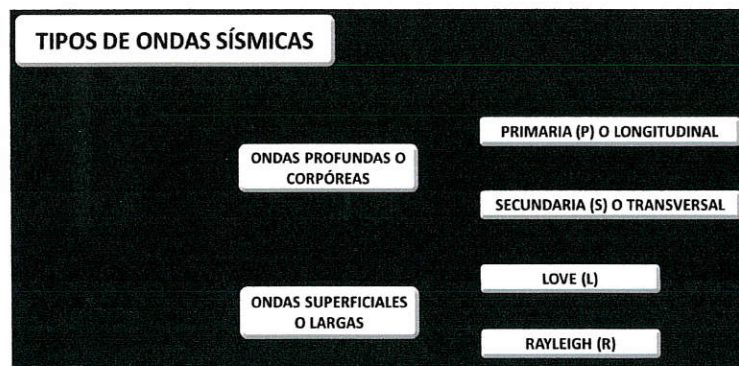 TIPOS DE ONDAS SÍSMICAS
ONDAS PROFUNDAS O
CORPÓREAS
PRIMARIA (P) O LONGITUDINAL
SECUNDARIA (S) O TRANSVERSAL
ONDAS SUPERFICIALES
O LARGAS
LOVE (L)
RAYLEIGH (R)